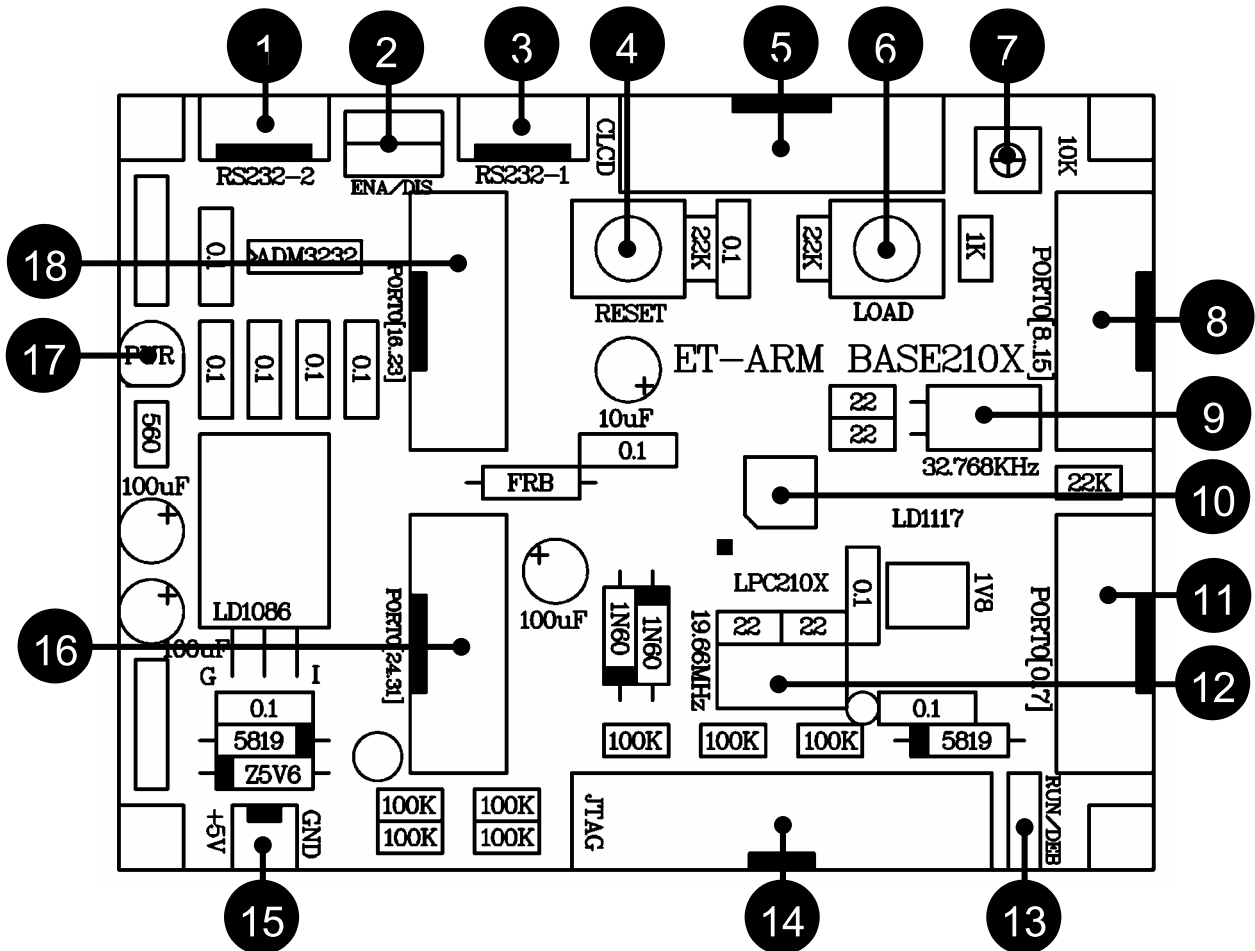 1
2
3
4
5
6
7
RS232-2
ENA/DIS
RS232-1
CLCD
10K
18
0.1
ADM3232
PORT0[16..23]
22K
0.1
22K
1K
RESET
LOAD
PORT0[8..15]
8
17
PWR
0.1
0.1
0.1
0.1
ET-ARM BASE210X
10uF
22
22
9
560
0.1
32.768KHz
100uF
FRB
22K
10
LD1117
LPC210X
0.1
1V8
PORT0[0..7]
11
LD1086
100uF
100uF
1N60
1N60
19.66MHz
22
22
16
PORT0[24.31]
G
I
12
0.1
0.1
5819
100K
100K
100K
5819
Z5V6
100K
100K
100K
100K
JTAG
RUN/DEB
+5V
GND
15
14
13